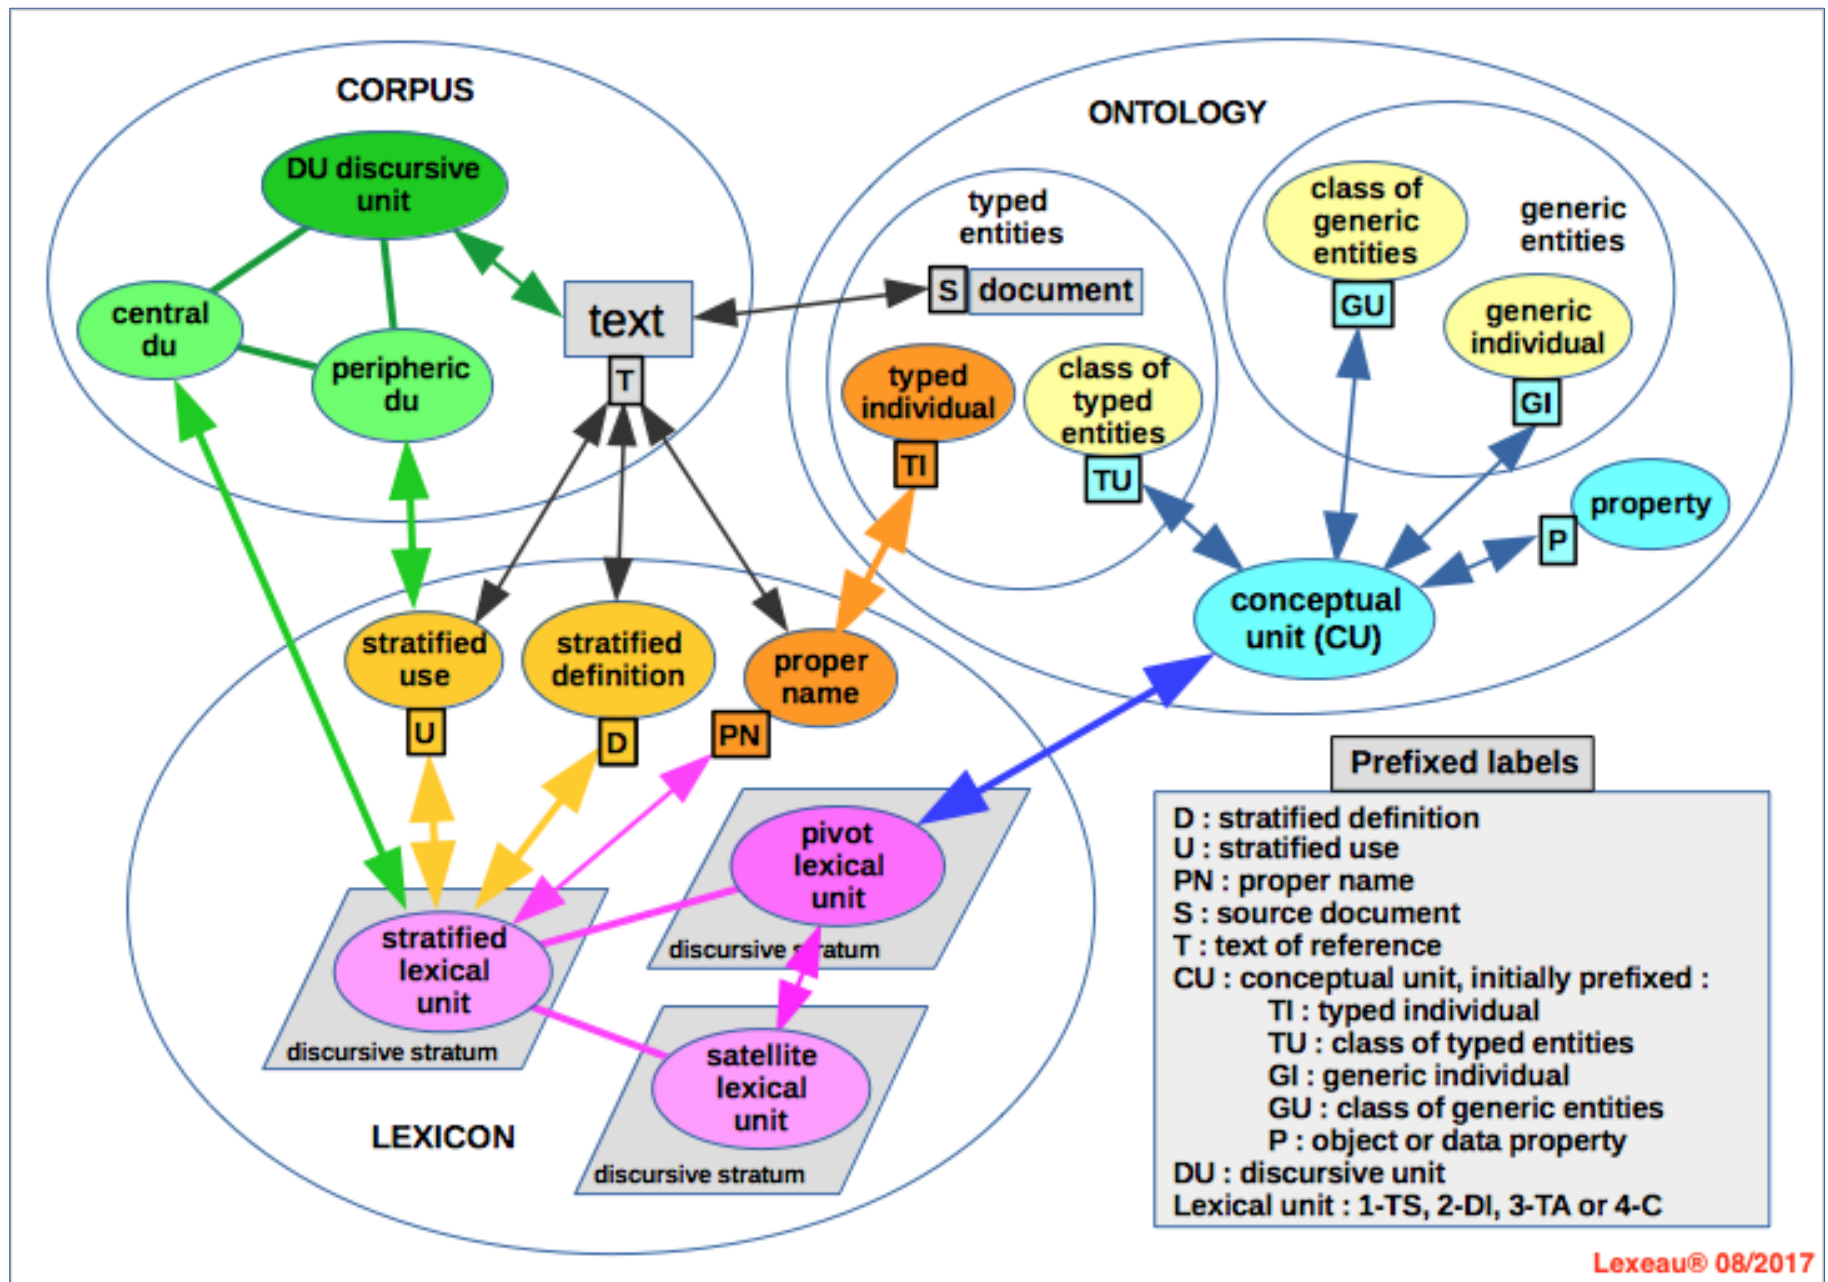 CORPUS
DU discursive
unit
central
du
peripheric
du
text
T
ONTOLOGY
typed
entities
S
document
typed
individual
TI
class of
typed
entities
TU
class of
generic
entities
GU
generic
entities
generic
individual
GI
property
P
conceptual
unit (CU)
stratified
use
U
stratified
definition
D
proper
name
PN
pivot
lexical
unit
discursive stratum
stratified
lexical
unit
discursive stratum
satellite
lexical
unit
discursive stratum
LEXICON
Prefixed labels
D : stratified definition
U : stratified use
PN : proper name
S : source document
T : text of reference
CU : conceptual unit, initially prefixed :
TI : typed individual
TU : class of typed entities
GI : generic individual
GU : class of generic entities
P : object or data property
DU : discursive unit
Lexical unit : 1-TS, 2-DI, 3-TA or 4-C
Lexeau® 08/2017